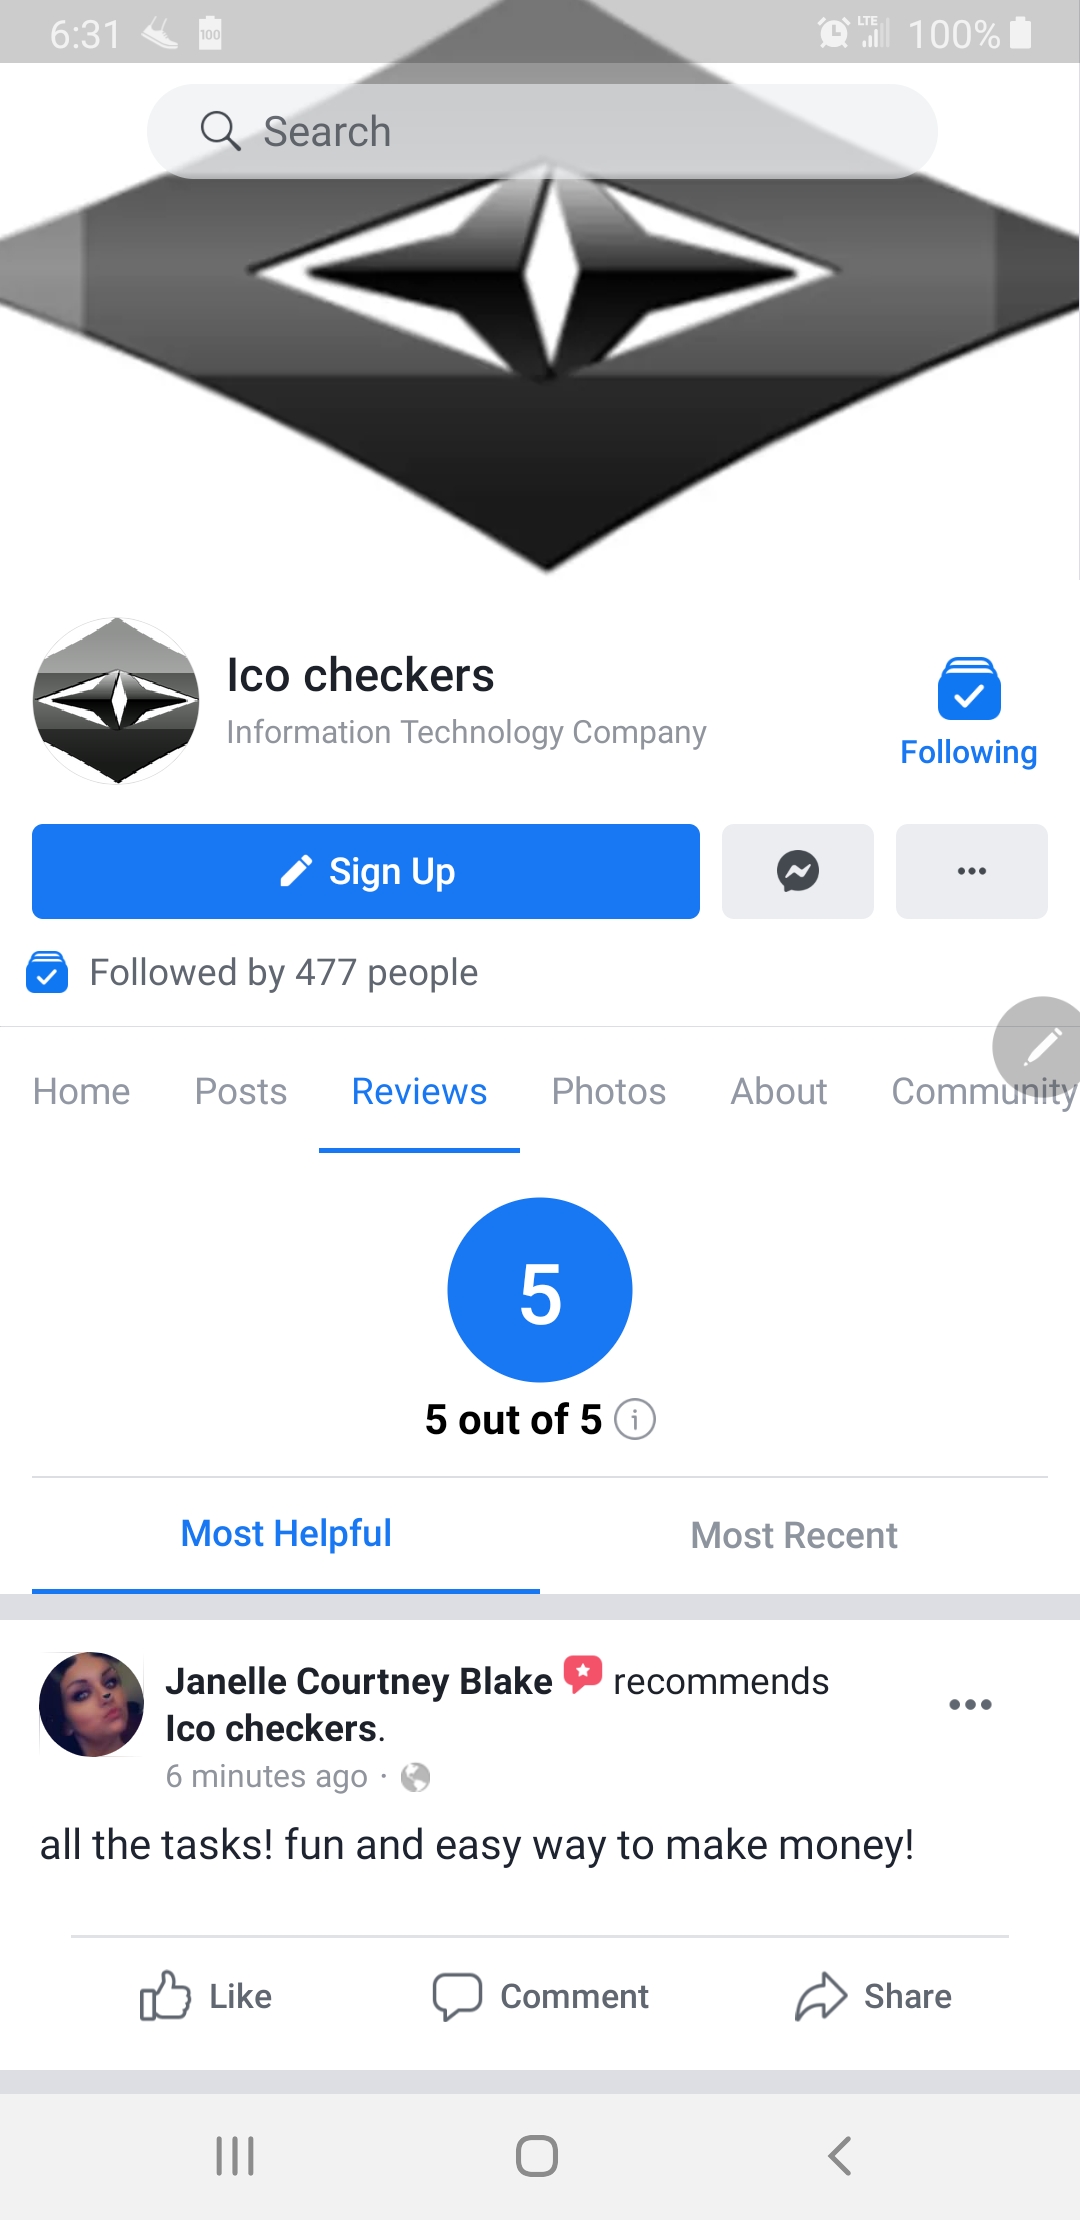 6:31 100 LTE 100%
Search
Ico checkers
Information Technology Company
Following
Sign Up
Followed by 477 people
Home Posts Reviews Photos About Community
5
5 out of 5
Most Helpful Most Recent
Janelle Courtney Blake recommends
Ico checkers.
6 minutes ago ·
all the tasks! fun and easy way to make money!
Like Comment Share